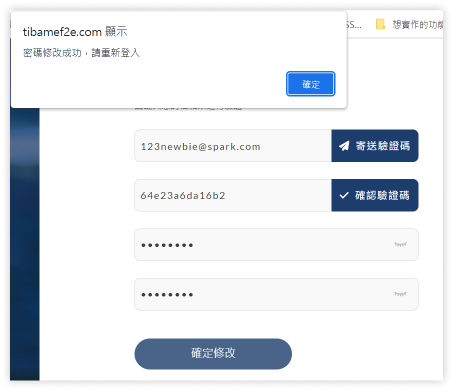 tibamef2e.com 顯示
密碼修改成功，請重新登入
確定
SS...
想實作的功能
123newbie@spark.com
寄送驗證碼
64e23a6da16b2
確認驗證碼
••••••••
••••••••
確定修改